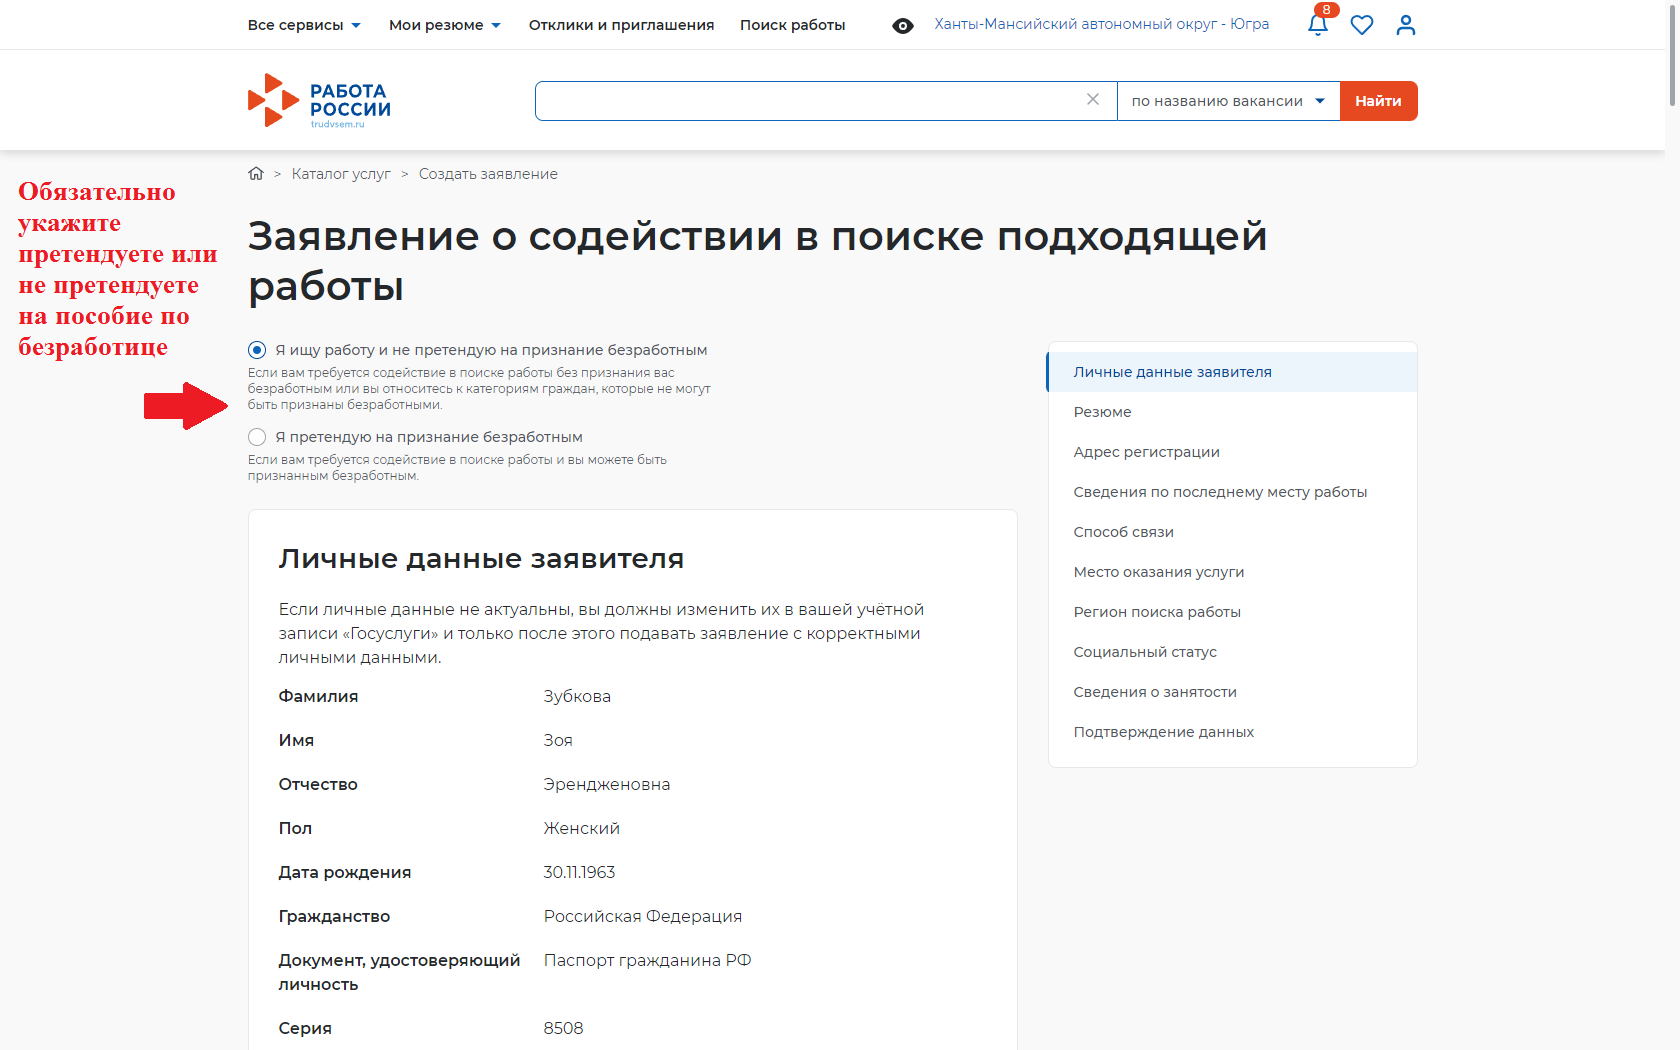 Все сервисы Мои резюме Отклики и приглашения Поиск работы Ханты-Мансийский автономный округ - Югра 8
РАБОТА
РОССИИ
trudvsem.ru
по названию вакансии Найти
> Каталог услуг > Создать заявление
Обязательно
укажите
претендуете или
не претендуете
на пособие по
безработице
Заявление о содействии в поиске подходящей
работы
Я ищу работу и не претендую на признание безработным
Если вам требуется содействие в поиске работы без признания вас
безработным или вы относитесь к категориям граждан, которые не могут
быть признаны безработными.
Я претендую на признание безработным
Если вам требуется содействие в поиске работы и вы можете быть
признанным безработным.
Личные данные заявителя
Резюме
Адрес регистрации
Сведения по последнему месту работы
Способ связи
Место оказания услуги
Регион поиска работы
Социальный статус
Сведения о занятости
Подтверждение данных
Личные данные заявителя
Если личные данные не актуальны, вы должны изменить их в вашей учётной
записи «Госуслуги» и только после этого подавать заявление с корректными
личными данными.
Фамилия Зубкова
Имя Зоя
Отчество Эрендженовна
Пол Женский
Дата рождения 30.11.1963
Гражданство Российская Федерация
Документ, удостоверяющий Паспорт гражданина РФ
личность
Серия 8508